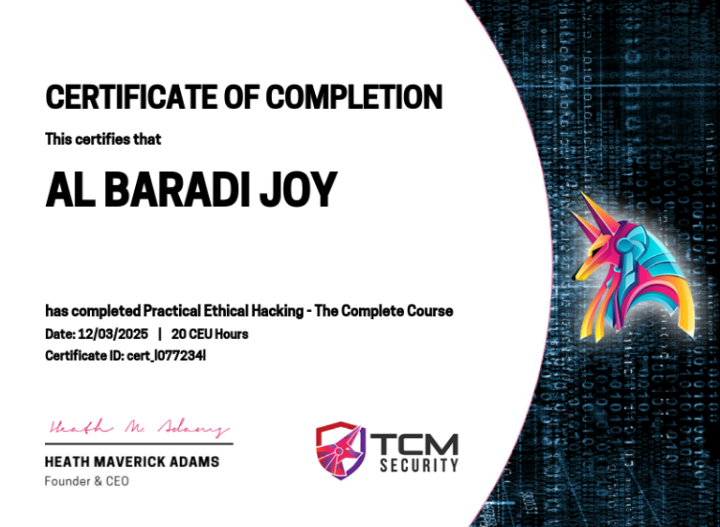 CERTIFICATE OF COMPLETION
This certifies that
AL BARADI JOY
has completed Practical Ethical Hacking - The Complete Course
Date: 12/03/2025 | 20 CEU Hours
Certificate ID: cert_l077234l
Heath M. Adams
HEATH MAVERICK ADAMS
Founder & CEO
TCM
SECURITY